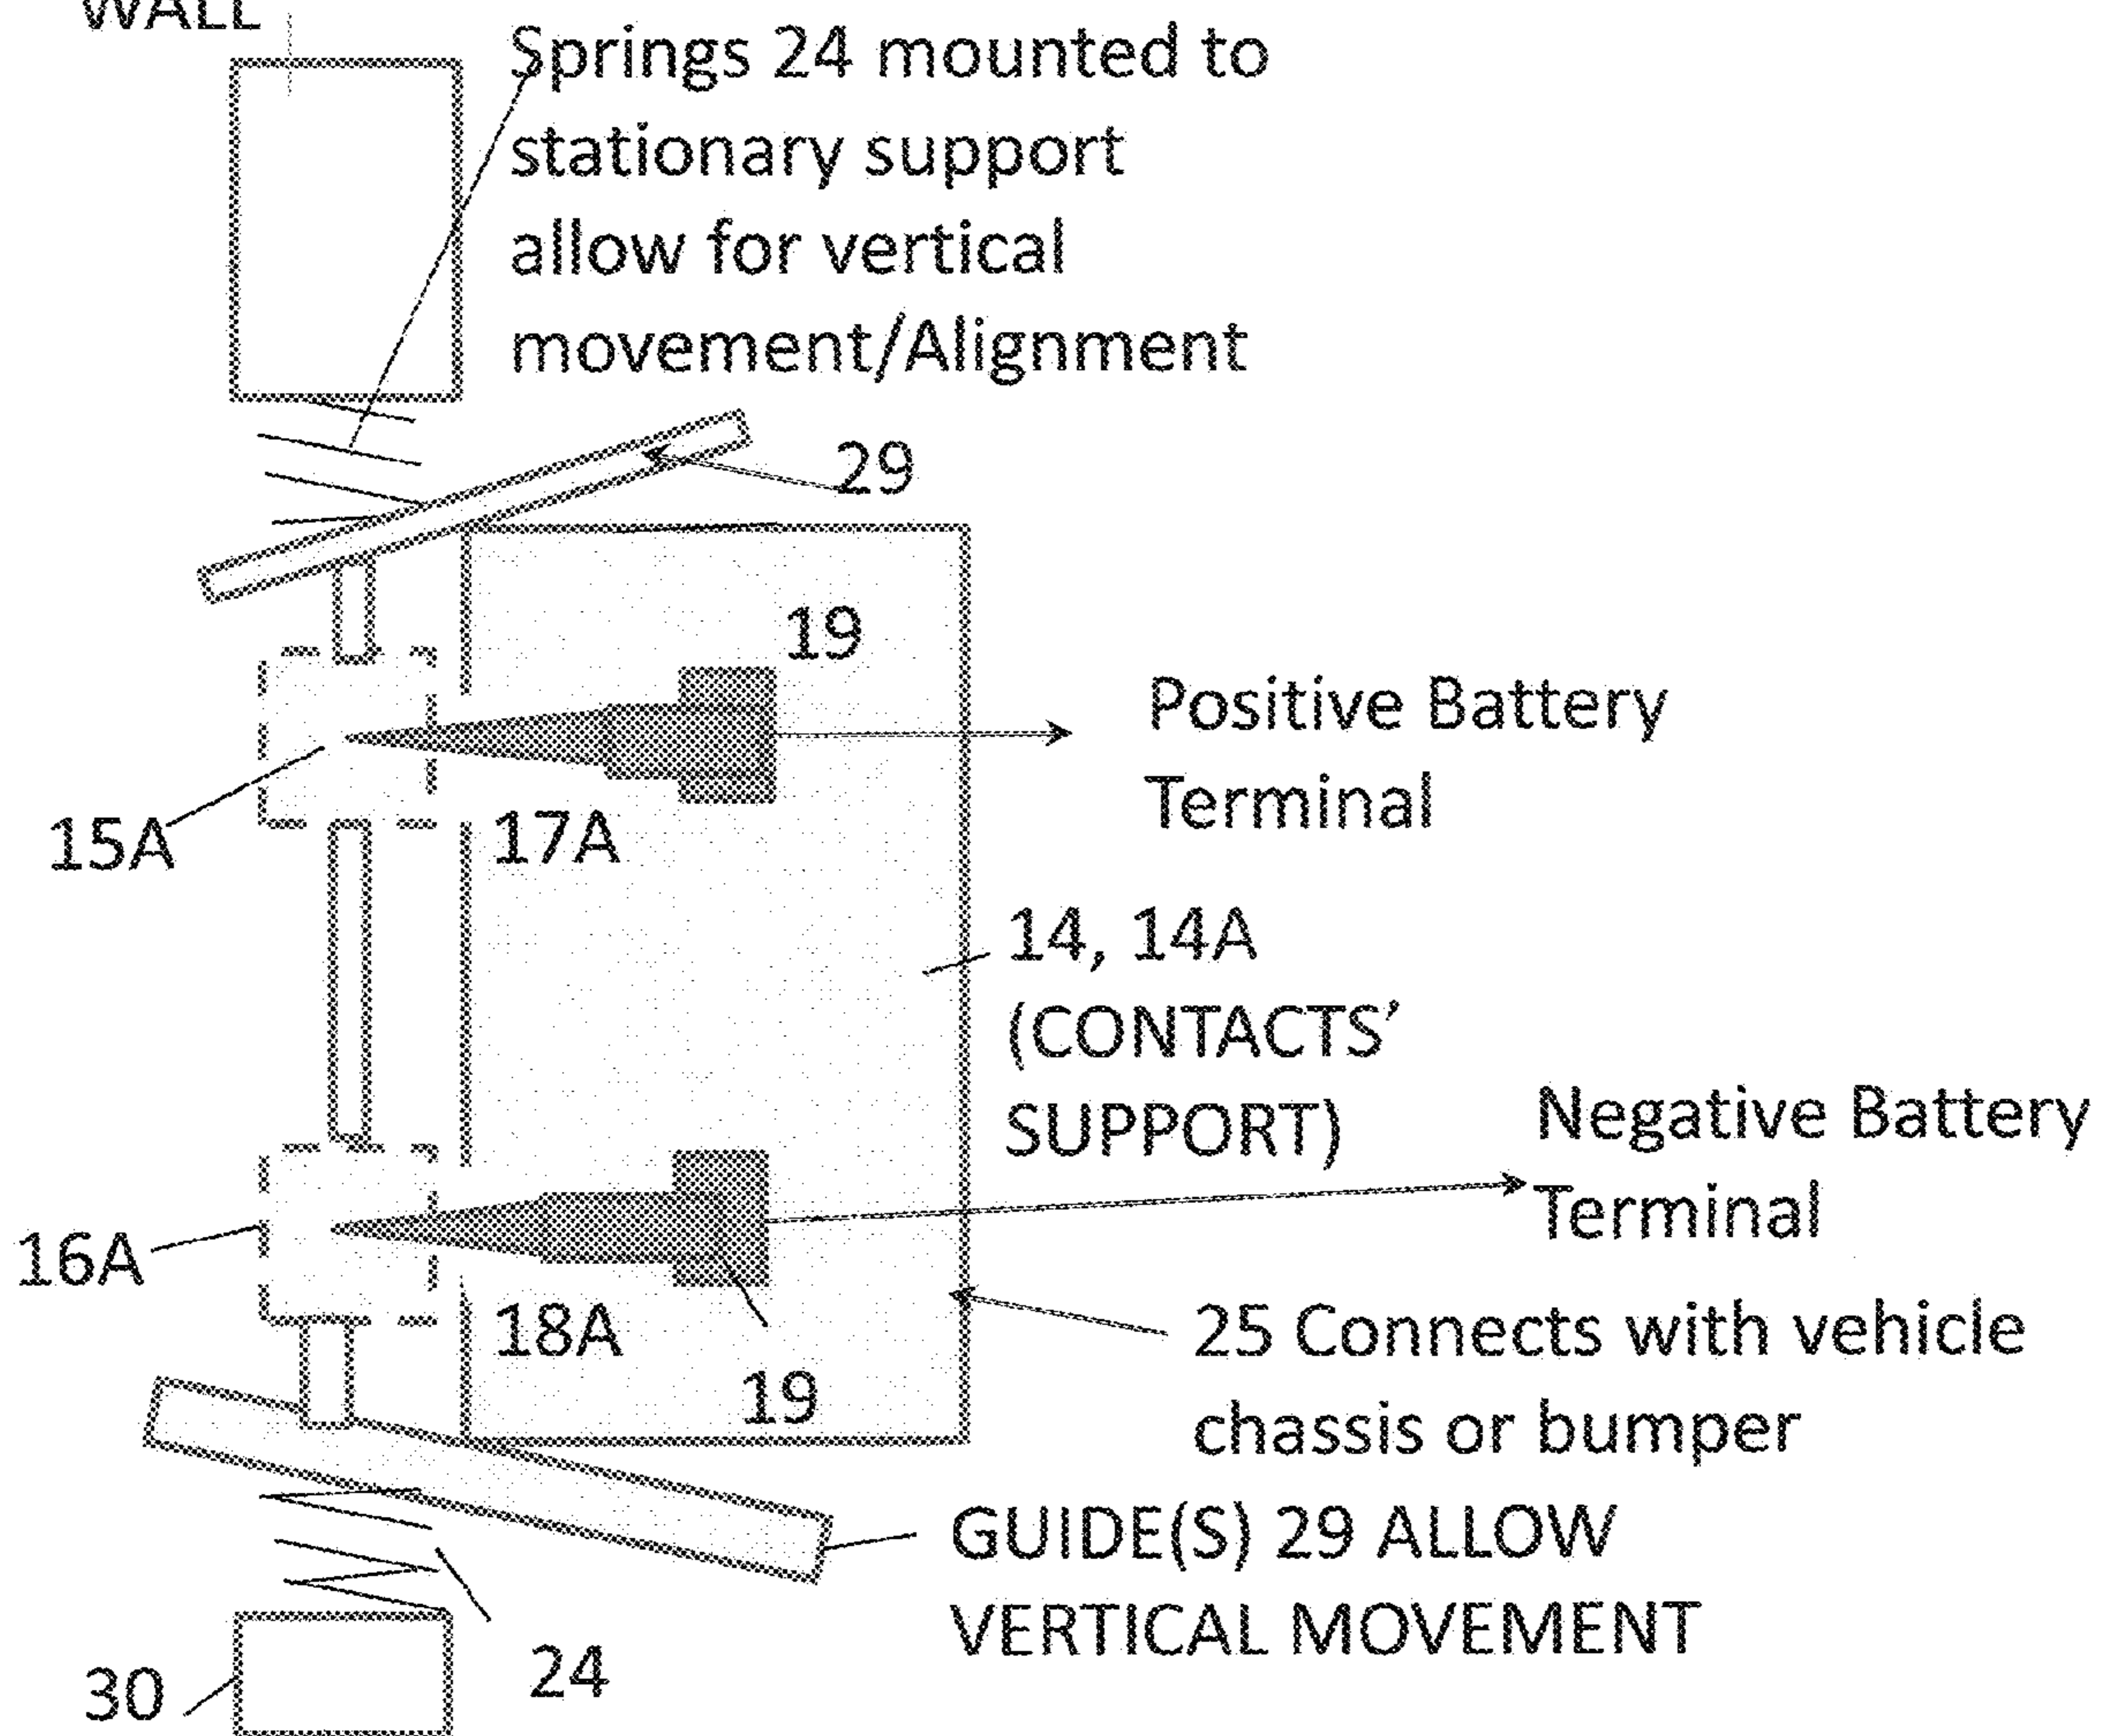 WALL
Springs 24 mounted to
stationary support
allow for vertical
movement/Alignment
29
19
Positive Battery
Terminal
15A
17A
14, 14A
(CONTACTS’
SUPPORT)
Negative Battery
Terminal
16A
18A
19
25 Connects with vehicle
chassis or bumper
GUIDE(S) 29 ALLOW
VERTICAL MOVEMENT
24
30